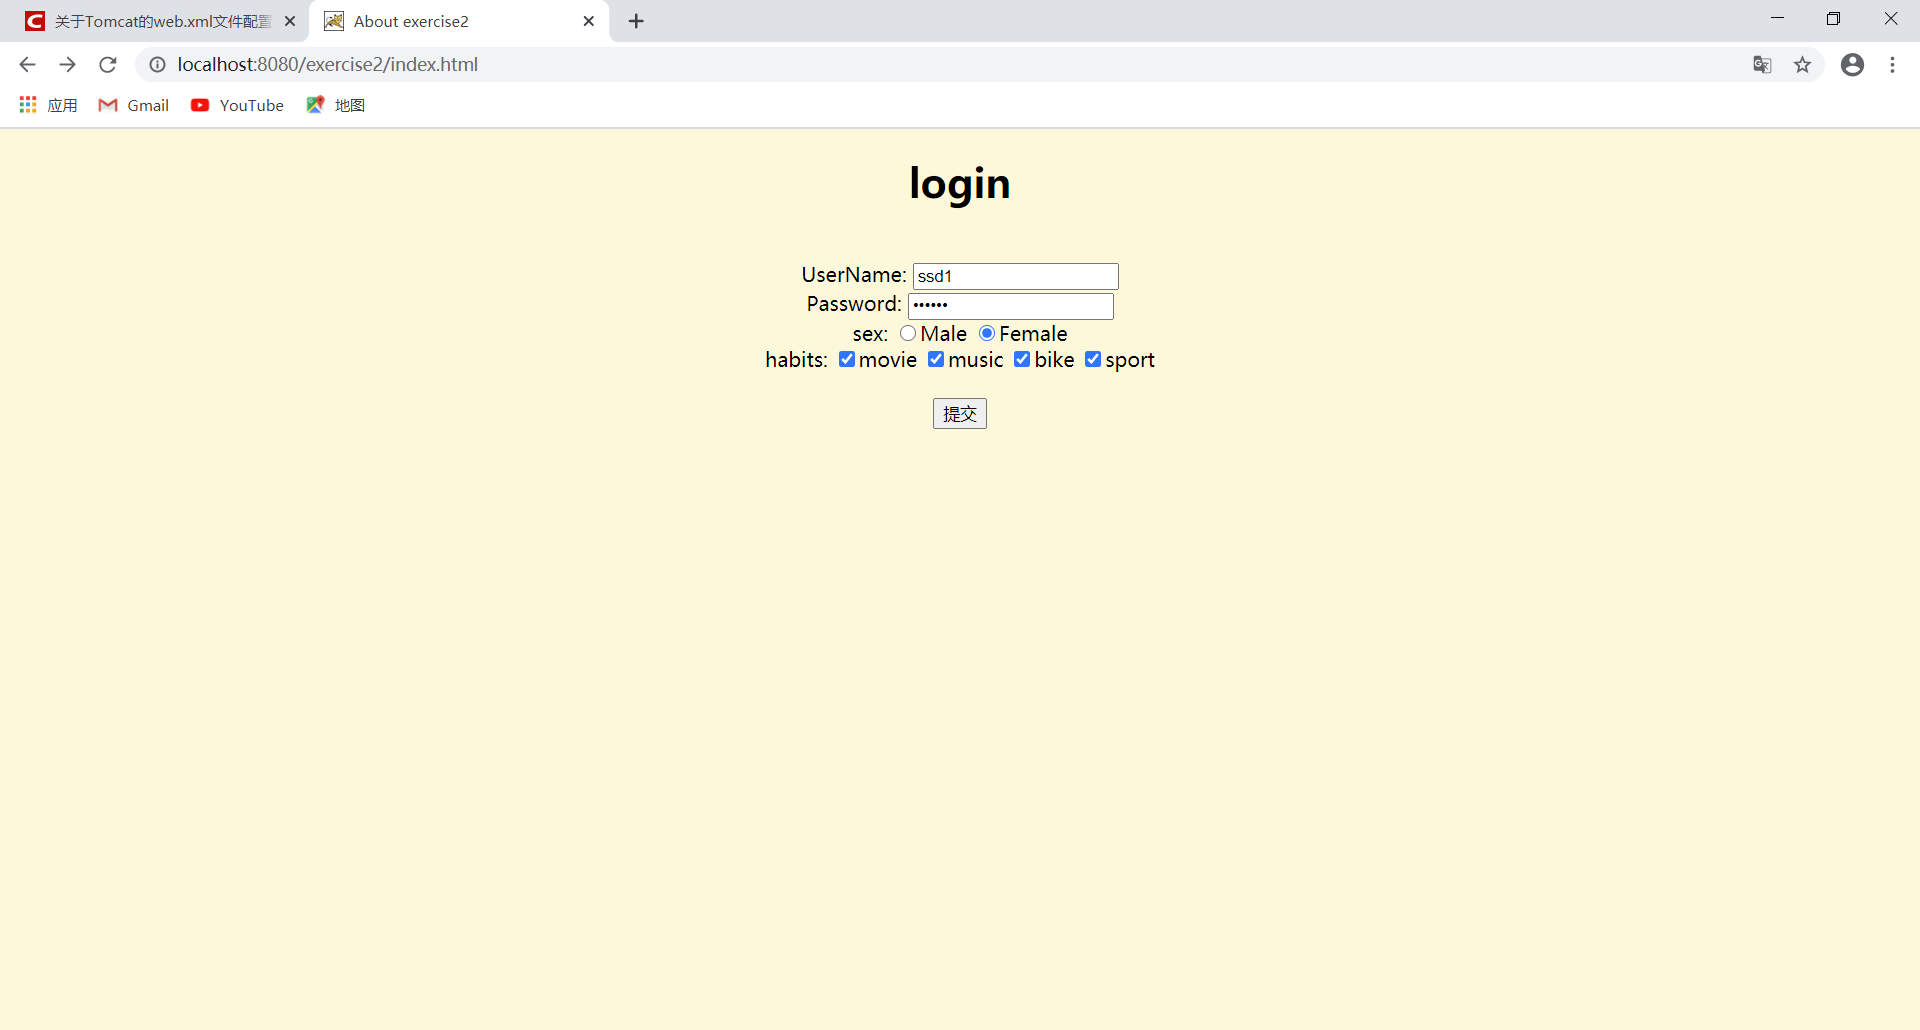 关于Tomcat的web.xml文件配置
About exercise2
localhost:8080/exercise2/index.html
应用 Gmail YouTube 地图
login
UserName: ssd1
Password: ••••••
sex: Male Female
habits: movie music bike sport
提交